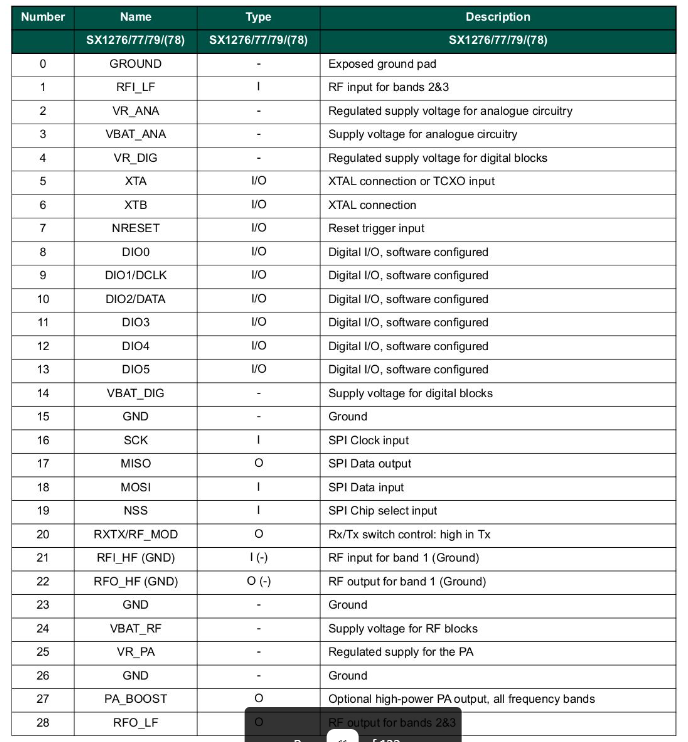 Number Name Type Description
SX1276/77/79/(78) SX1276/77/79/(78) SX1276/77/79/(78)
0 GROUND - Exposed ground pad
1 RFI_LF I RF input for bands 2&3
2 VR_ANA - Regulated supply voltage for analogue circuitry
3 VBAT_ANA - Supply voltage for analogue circuitry
4 VR_DIG - Regulated supply voltage for digital blocks
5 XTA I/O XTAL connection or TCXO input
6 XTB I/O XTAL connection
7 NRESET I/O Reset trigger input
8 DIO0 I/O Digital I/O, software configured
9 DIO1/DCLK I/O Digital I/O, software configured
10 DIO2/DATA I/O Digital I/O, software configured
11 DIO3 I/O Digital I/O, software configured
12 DIO4 I/O Digital I/O, software configured
13 DIO5 I/O Digital I/O, software configured
14 VBAT_DIG - Supply voltage for digital blocks
15 GND - Ground
16 SCK I SPI Clock input
17 MISO O SPI Data output
18 MOSI I SPI Data input
19 NSS I SPI Chip select input
20 RXTX/RF_MOD O Rx/Tx switch control: high in Tx
21 RFI_HF (GND) I (-) RF input for band 1 (Ground)
22 RFO_HF (GND) O (-) RF output for band 1 (Ground)
23 GND - Ground
24 VBAT_RF - Supply voltage for RF blocks
25 VR_PA - Regulated supply for the PA
26 GND - Ground
27 PA_BOOST O Optional high-power PA output, all frequency bands
28 RFO_LF O RF output for bands 2&3